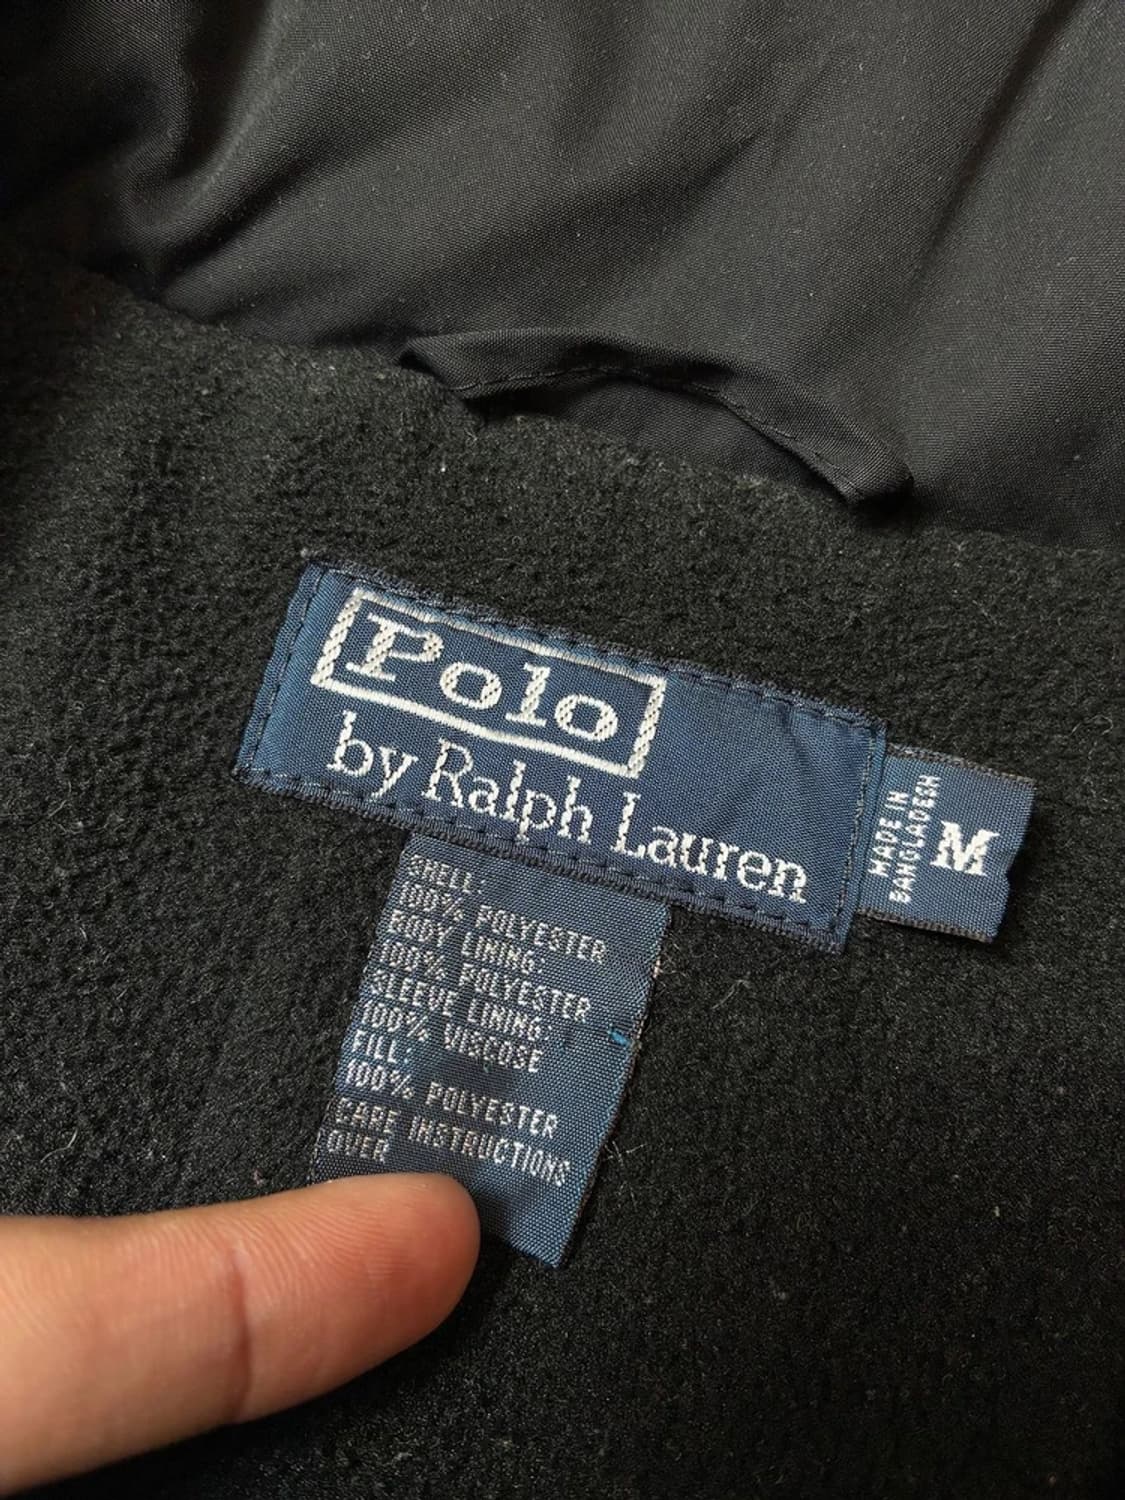 Polo
by Ralph Lauren
MADE IN
BANGLADESH
M
SHELL:
100% POLYESTER
BODY LINING:
100% POLYESTER
SLEEVE LINING:
100% VISCOSE
FILL:
100% POLYESTER
CARE INSTRUCTIONS
OVER